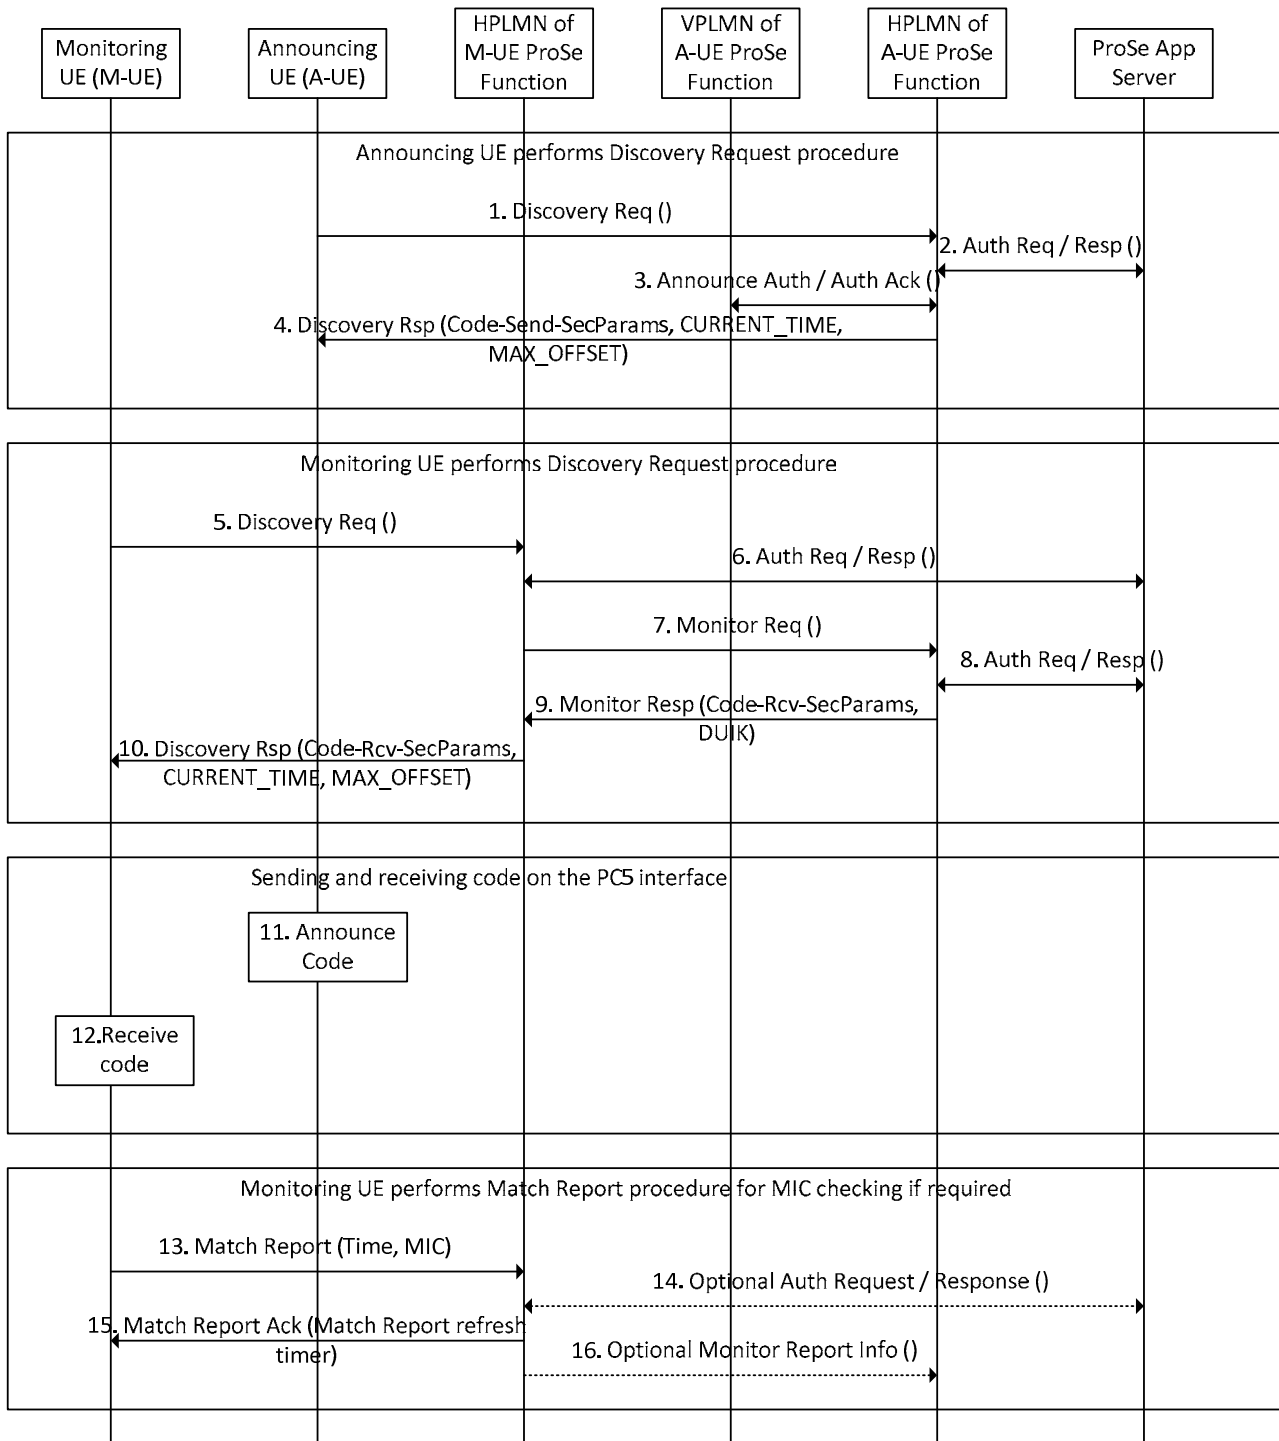 Monitoring
UE (M-UE)
Announcing
UE (A-UE)
HPLMN of
M-UE ProSe
Function
VPLMN of
A-UE ProSe
Function
HPLMN of
A-UE ProSe
Function
ProSe App
Server
Announcing UE performs Discovery Request procedure
1. Discovery Req ()
2. Auth Req / Resp ()
3. Announce Auth / Auth Ack ()
4. Discovery Rsp (Code-Send-SecParams, CURRENT_TIME,
MAX_OFFSET)
Monitoring UE performs Discovery Request procedure
5. Discovery Req ()
6. Auth Req / Resp ()
7. Monitor Req ()
8. Auth Req / Resp ()
9. Monitor Resp (Code-Rcv-SecParams,
DUIK)
10. Discovery Rsp (Code-Rcv-SecParams,
CURRENT_TIME, MAX_OFFSET)
Sending and receiving code on the PC5 interface
11. Announce
Code
12.Receive
code
Monitoring UE performs Match Report procedure for MIC checking if required
13. Match Report (Time, MIC)
14. Optional Auth Request / Response ()
15. Match Report Ack (Match Report refresh
timer)
16. Optional Monitor Report Info ()